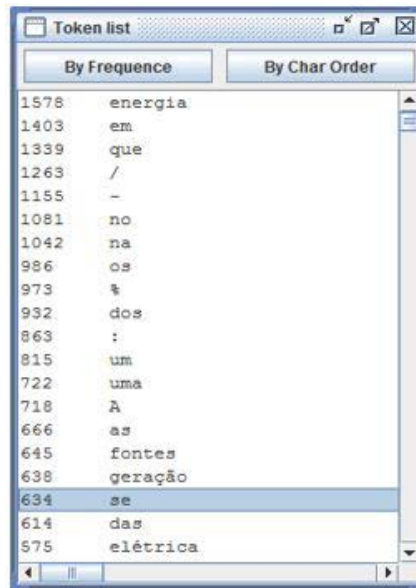 Token list
By Frequence By Char Order
1578 energia
1403 em
1339 que
1263 /
1155 -
1081 no
1042 na
986 os
973 %
932 dos
863 :
815 um
722 uma
718 A
666 as
645 fontes
638 geração
634 se
614 das
575 elétrica